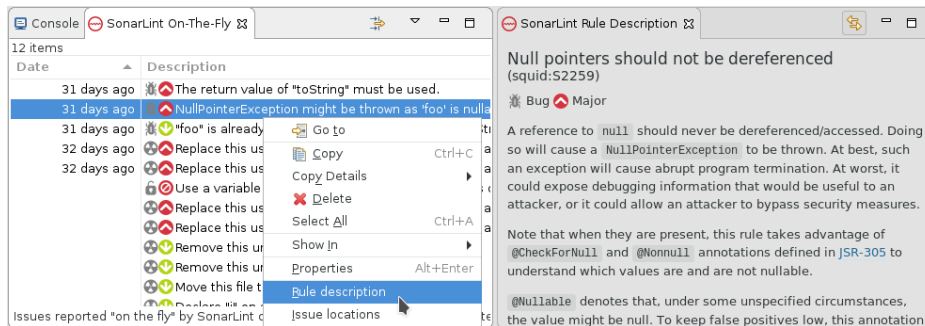 Console
SonarLint On-The-Fly
12 items
Date Description
31 days ago The return value of "toString" must be used.
31 days ago NullPointerException might be thrown as 'foo' is nulla
31 days ago "foo" is already
32 days ago Replace this us
32 days ago Replace this us
Use a variable
Replace this us
Remove this un
Remove this un
Move this file t
Issues reported "on the fly" by SonarLint o
Go to
Copy Ctrl+C
Copy Details
Delete
Select All Ctrl+A
Show In
Properties Alt+Enter
Rule description
Issue locations
SonarLint Rule Description
Null pointers should not be dereferenced
(squid:S2259)
Bug Major
A reference to null should never be dereferenced/accessed. Doing
so will cause a NullPointerException to be thrown. At best, such
an exception will cause abrupt program termination. At worst, it
could expose debugging information that would be useful to an
attacker, or it could allow an attacker to bypass security measures.
Note that when they are present, this rule takes advantage of
@CheckForNull and @Nonnull annotations defined in JSR-305 to
understand which values are and are not nullable.
@Nullable denotes that, under some unspecified circumstances,
the value might be null. To keep false positives low, this annotation